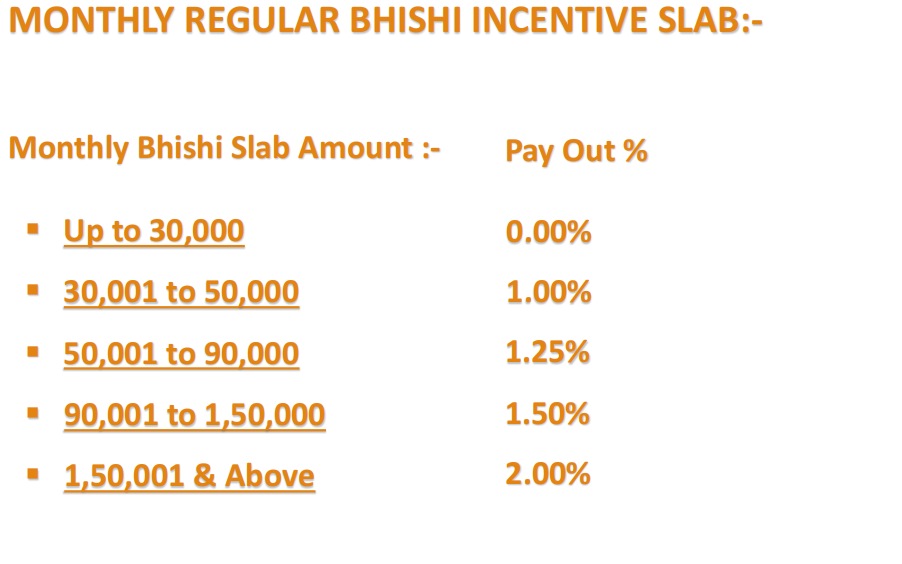 MONTHLY REGULAR BHISHI INCENTIVE SLAB:-
Monthly Bhishi Slab Amount :- Pay Out %
▪ Up to 30,000 0.00%
▪ 30,001 to 50,000 1.00%
▪ 50,001 to 90,000 1.25%
▪ 90,001 to 1,50,000 1.50%
▪ 1,50,001 & Above 2.00%